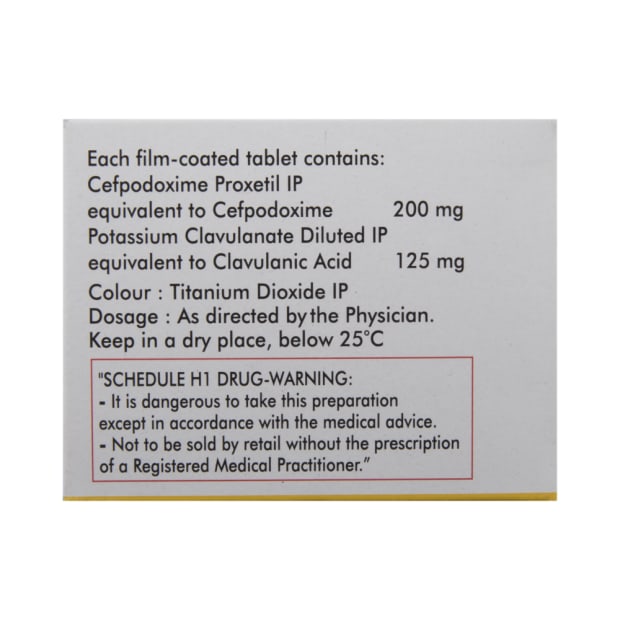 Each film-coated tablet contains:
Cefpodoxime Proxetil IP
equivalent to Cefpodoxime 200 mg
Potassium Clavulanate Diluted IP
equivalent to Clavulanic Acid 125 mg
Colour : Titanium Dioxide IP
Dosage : As directed by the Physician.
Keep in a dry place, below 25°C
"SCHEDULE H1 DRUG-WARNING:
- It is dangerous to take this preparation
except in accordance with the medical advice.
- Not to be sold by retail without the prescription
of a Registered Medical Practitioner.”